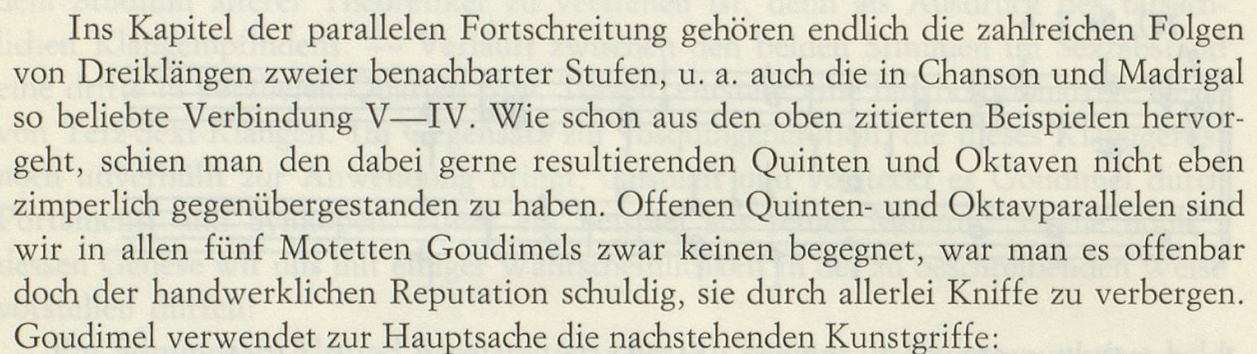 Ins Kapitel der parallelen Fortschreitung gehören endlich die zahlreichen Folgen
von Dreiklängen zweier benachbarter Stufen, u. a. auch die in Chanson und Madrigal
so beliebte Verbindung V—IV. Wie schon aus den oben zitierten Beispielen hervor-
geht, schien man den dabei gerne resultierenden Quinten und Oktaven nicht eben
zimperlich gegenübergestanden zu haben. Offenen Quinten- und Oktavparallelen sind
wir in allen fünf Motetten Goudimels zwar keinen begegnet, war man es offenbar
doch der handwerklichen Reputation schuldig, sie durch allerlei Kniffe zu verbergen.
Goudimel verwendet zur Hauptsache die nachstehenden Kunstgriffe: